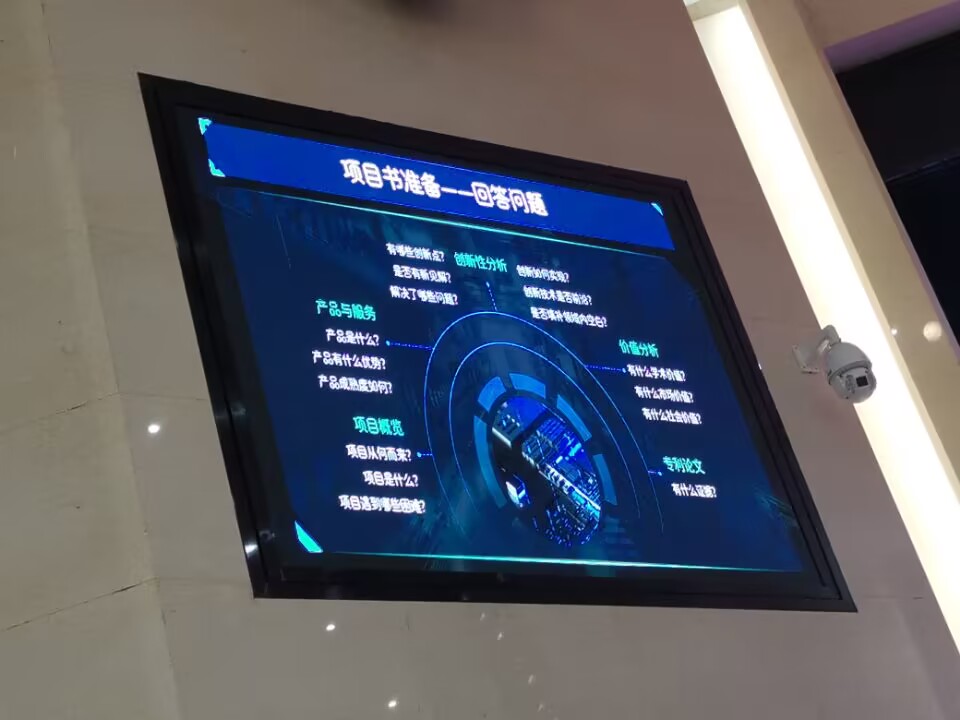 项目书准备——回答问题
创新性分析
有哪些创新点?
是否有新见解?
解决了哪些问题?
创新如何实现?
创新技术是否前沿?
是否填补领域内空白?
产品与服务
产品是什么?
产品有什么优势?
产品成熟度如何?
价值分析
有什么学术价值?
有什么市场价值?
有什么社会价值?
项目概览
项目从何而来?
项目是什么?
项目遇到哪些困难?
专利论文
有什么证赛?